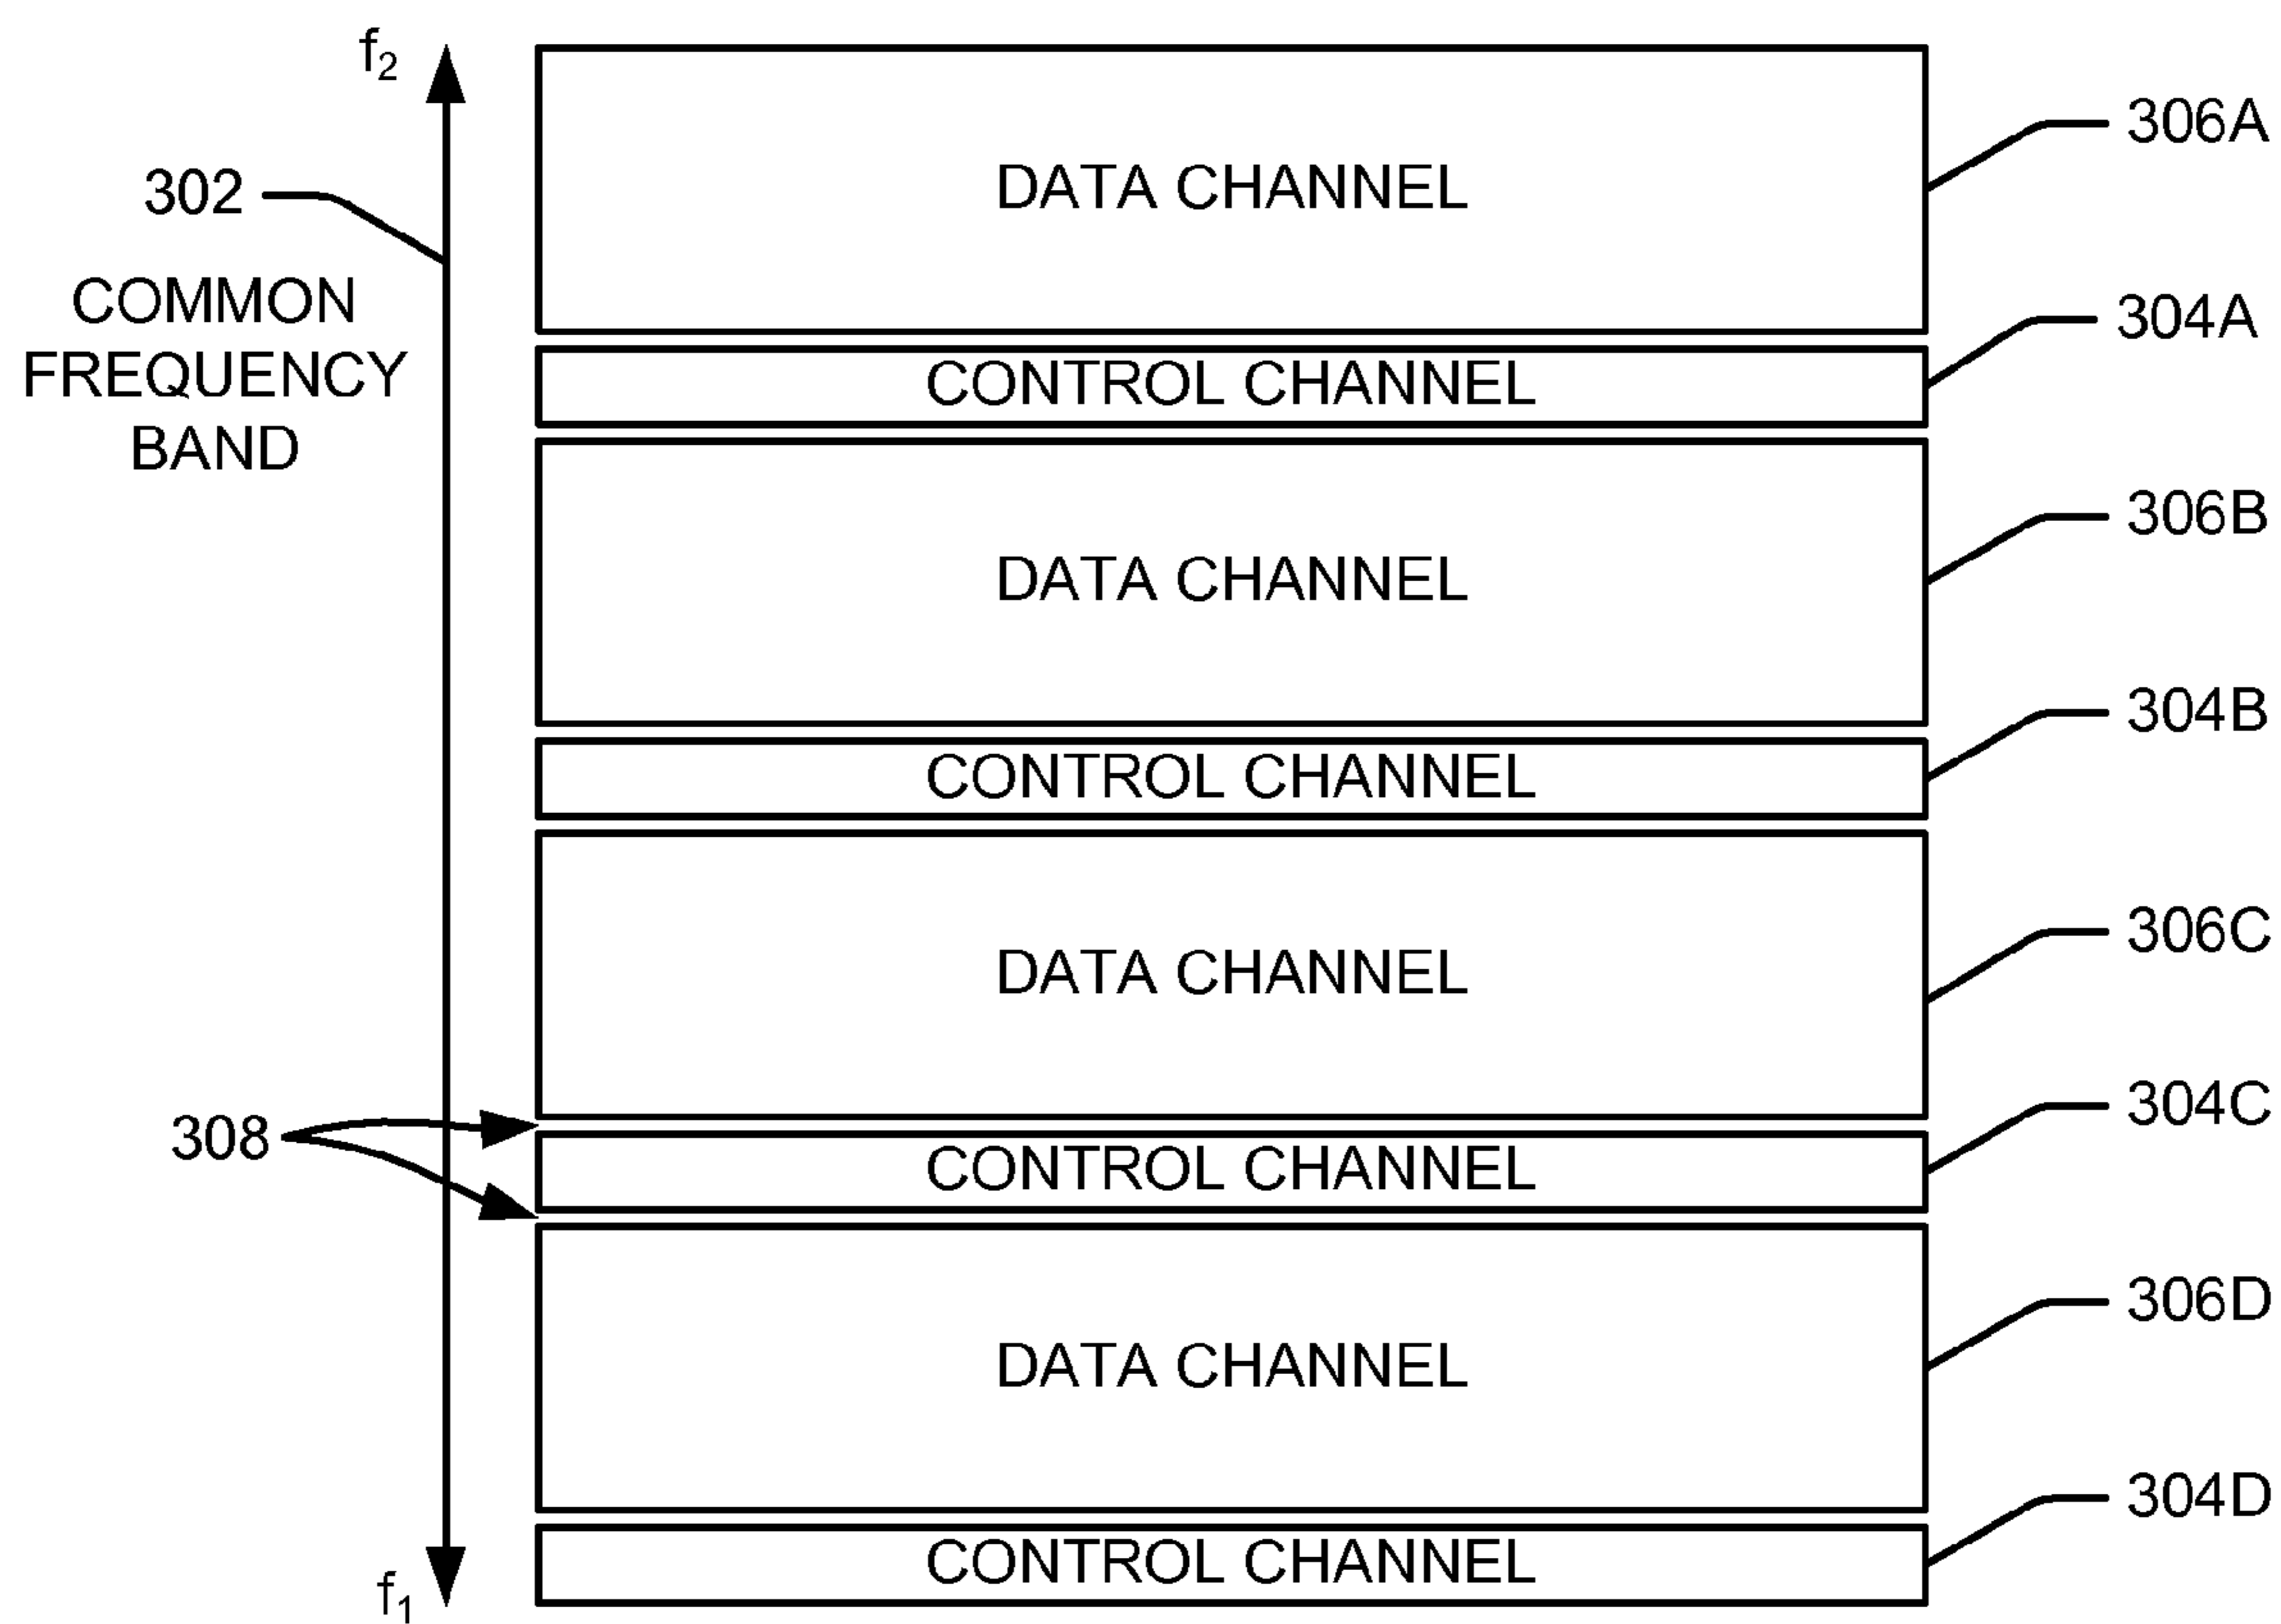 f₂
306A
DATA CHANNEL
302
COMMON
FREQUENCY
BAND
304A
CONTROL CHANNEL
306B
DATA CHANNEL
304B
CONTROL CHANNEL
306C
DATA CHANNEL
304C
308
CONTROL CHANNEL
306D
DATA CHANNEL
304D
CONTROL CHANNEL
f₁